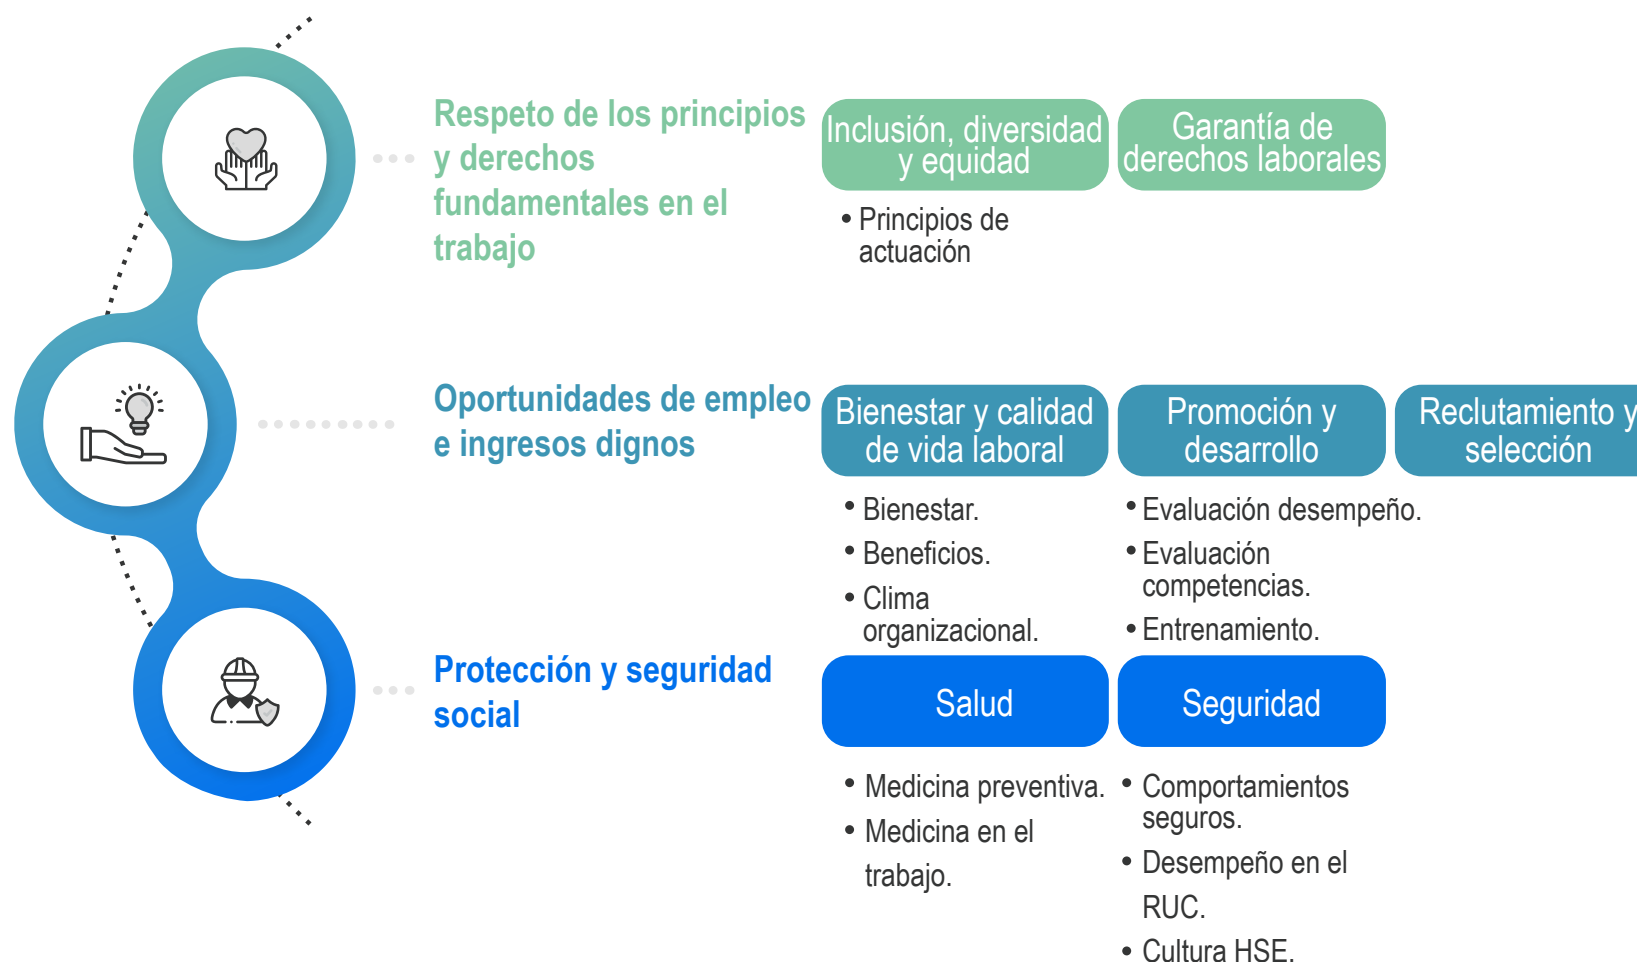 Respeto de los principios
y derechos
fundamentales en el
trabajo
Inclusión, diversidad
y equidad
• Principios de
actuación
Garantía de
derechos laborales
Oportunidades de empleo
e ingresos dignos
Bienestar y calidad
de vida laboral
• Bienestar.
• Beneficios.
• Clima
organizacional.
Promoción y
desarrollo
• Evaluación desempeño.
• Evaluación
competencias.
• Entrenamiento.
Reclutamiento y
selección
Protección y seguridad
social
Salud
• Medicina preventiva.
• Medicina en el
trabajo.
Seguridad
• Comportamientos
seguros.
• Desempeño en el
RUC.
• Cultura HSE.